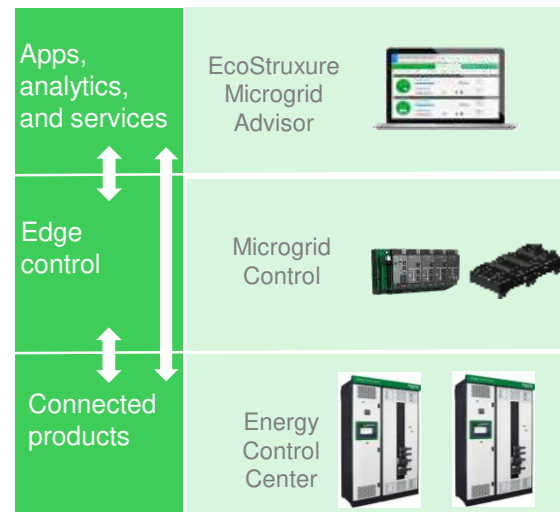 Apps,
analytics,
and services
EcoStruxure
Microgrid
Advisor
Edge
control
Microgrid
Control
Connected
products
Energy
Control
Center